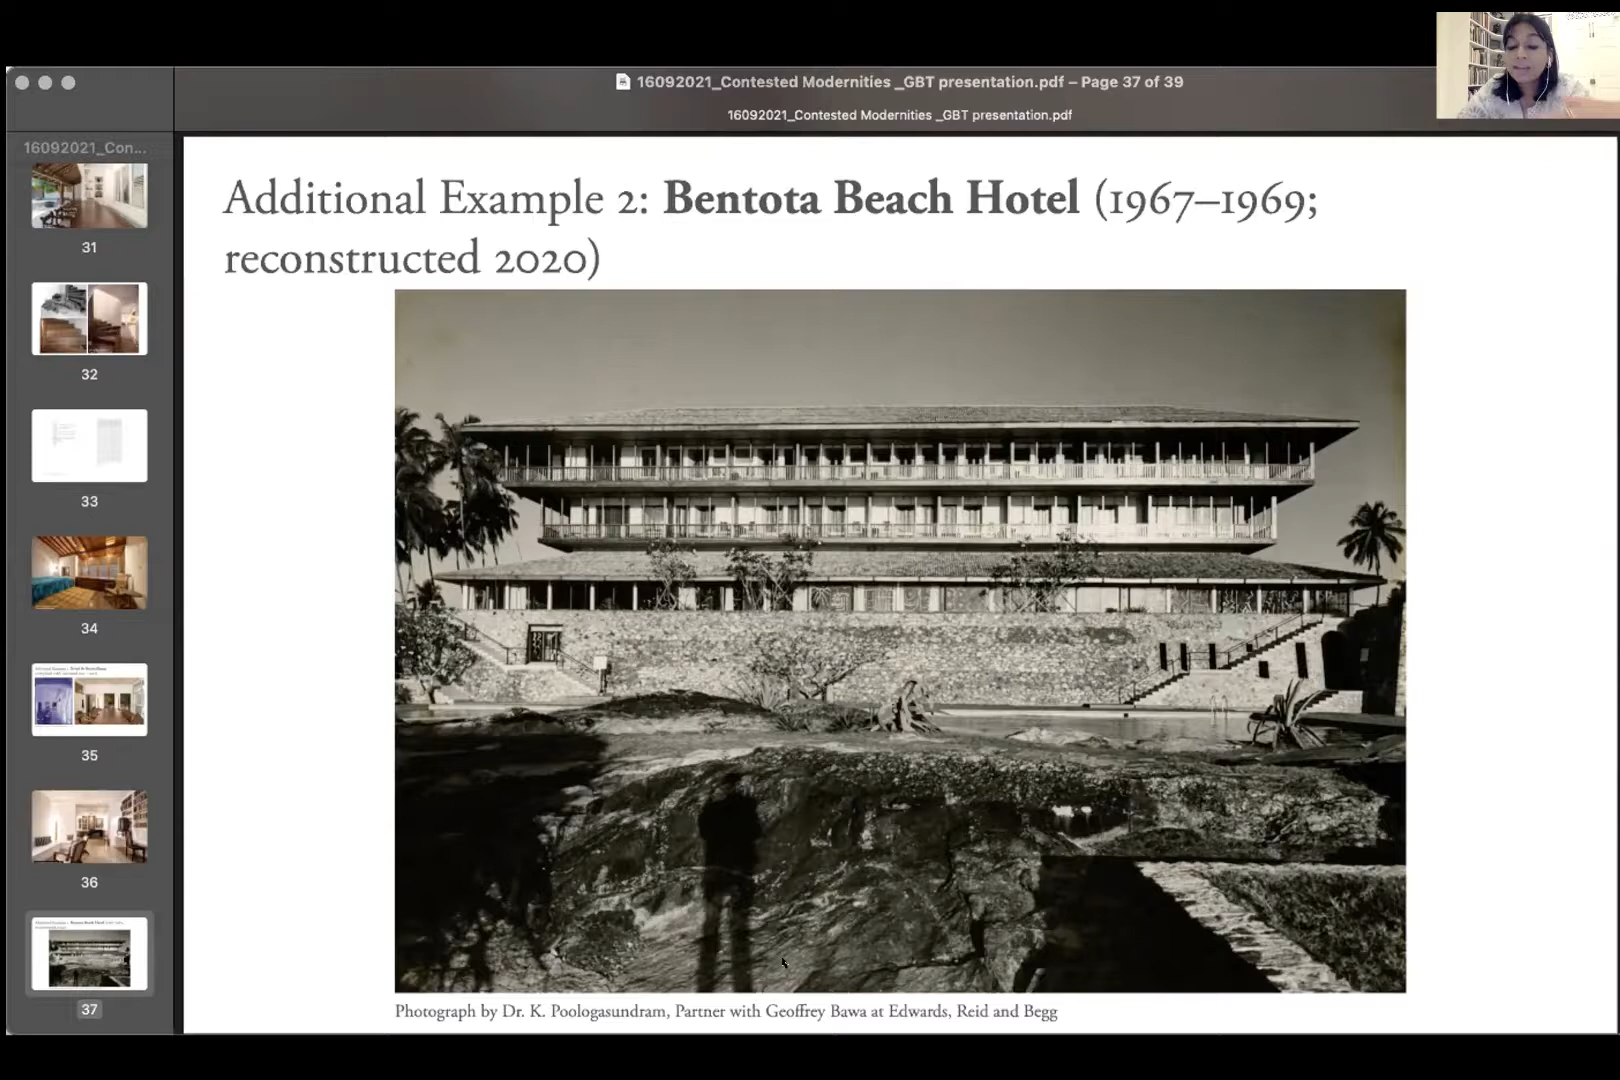 16092021_Contested Modernities _GBT presentation.pdf – Page 37 of 39
16092021_Contested Modernities _GBT presentation.pdf
16092021_Con...
31
32
33
34
35
36
37
Additional Example 2: Bentota Beach Hotel (1967–1969;
reconstructed 2020)
Photograph by Dr. K. Poologasundram, Partner with Geoffrey Bawa at Edwards, Reid and Begg